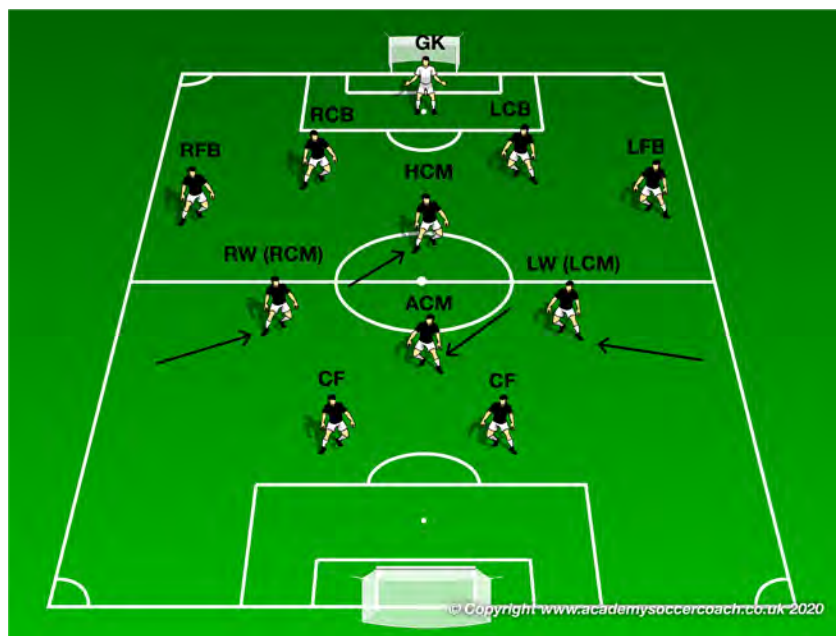 GK
RCB
LCB
RFB
LFB
HCM
RW (RCM)
LW (LCM)
ACM
CF
CF
© Copyright www.academysoccercoach.co.uk 2020